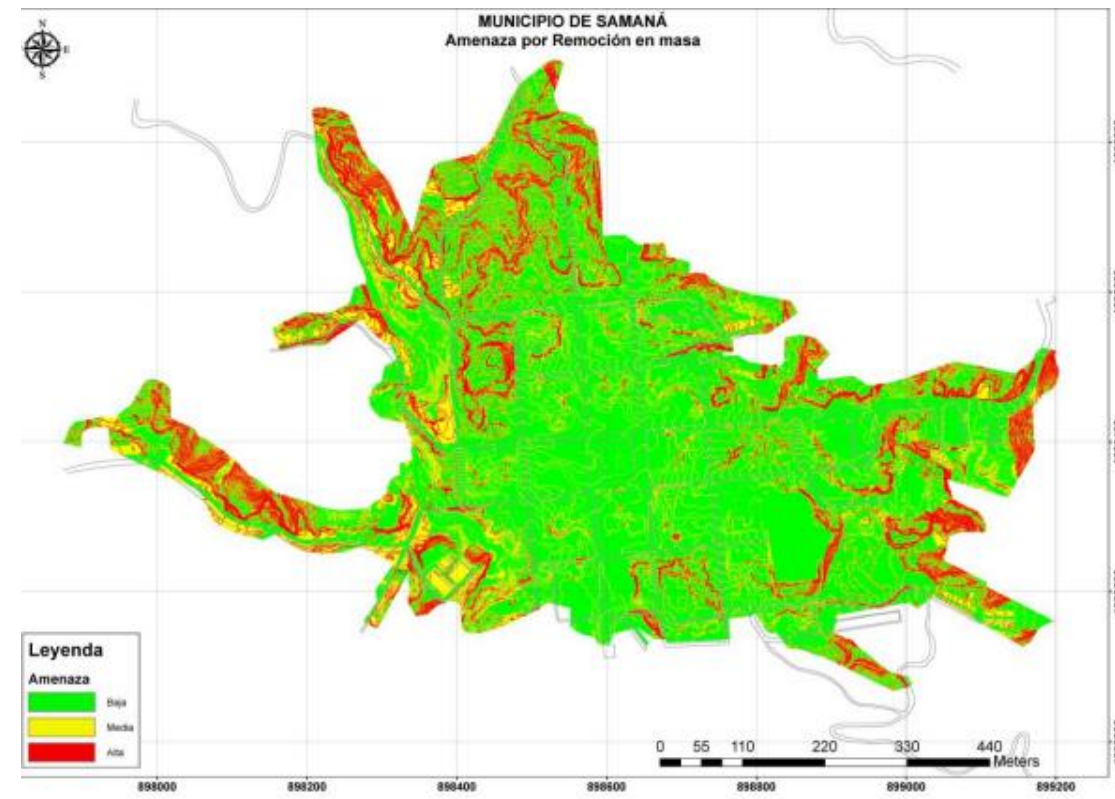 MUNICIPIO DE SAMANÁ
Amenaza por Remoción en masa
N
E
S
Leyenda
Amenaza
Baja
Media
Alta
0 55 110 220 330 440
Meters
898000 898200 898400 898600 898800 899000 899200